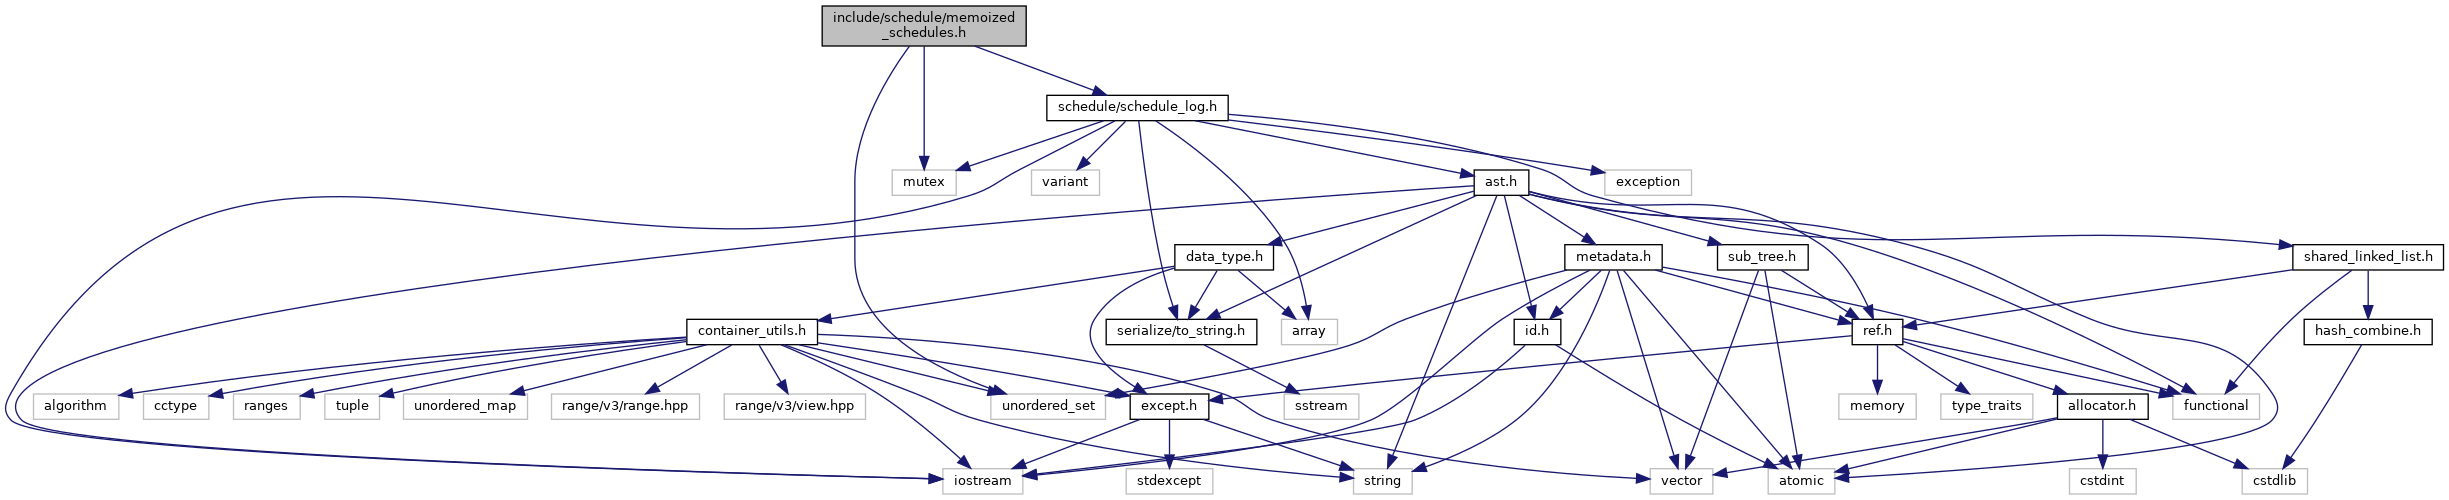 include/schedule/memoized
_schedules.h
schedule/schedule_log.h
mutex
variant
ast.h
exception
data_type.h
metadata.h
sub_tree.h
shared_linked_list.h
container_utils.h
serialize/to_string.h
array
id.h
ref.h
hash_combine.h
algorithm
cctype
ranges
tuple
unordered_map
range/v3/range.hpp
range/v3/view.hpp
unordered_set
except.h
sstream
memory
type_traits
allocator.h
functional
iostream
stdexcept
string
vector
atomic
cstdint
cstdlib